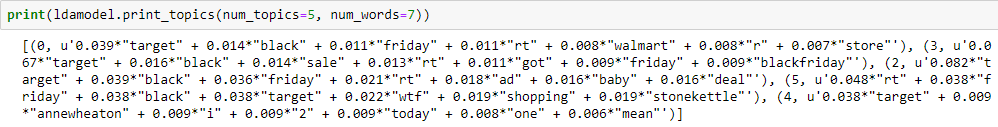 print(ldamodel.print_topics(num_topics=5, num_words=7))
[(0, u'0.039*"target" + 0.014*"black" + 0.011*"friday" + 0.011*"rt" + 0.008*"walmart" + 0.008*"r" + 0.007*"store"'), (3, u'0.0
67*"target" + 0.016*"black" + 0.014*"sale" + 0.013*"rt" + 0.011*"got" + 0.009*"friday" + 0.009*"blackfriday"'), (2, u'0.082*"t
arget" + 0.039*"black" + 0.036*"friday" + 0.021*"rt" + 0.018*"ad" + 0.016*"baby" + 0.016*"deal"'), (5, u'0.048*"rt" + 0.038*"f
riday" + 0.038*"black" + 0.038*"target" + 0.022*"wtf" + 0.019*"shopping" + 0.019*"stonekettle"'), (4, u'0.038*"target" + 0.009
*"annewheaton" + 0.009*"i" + 0.009*"2" + 0.009*"today" + 0.008*"one" + 0.006*"mean"')]